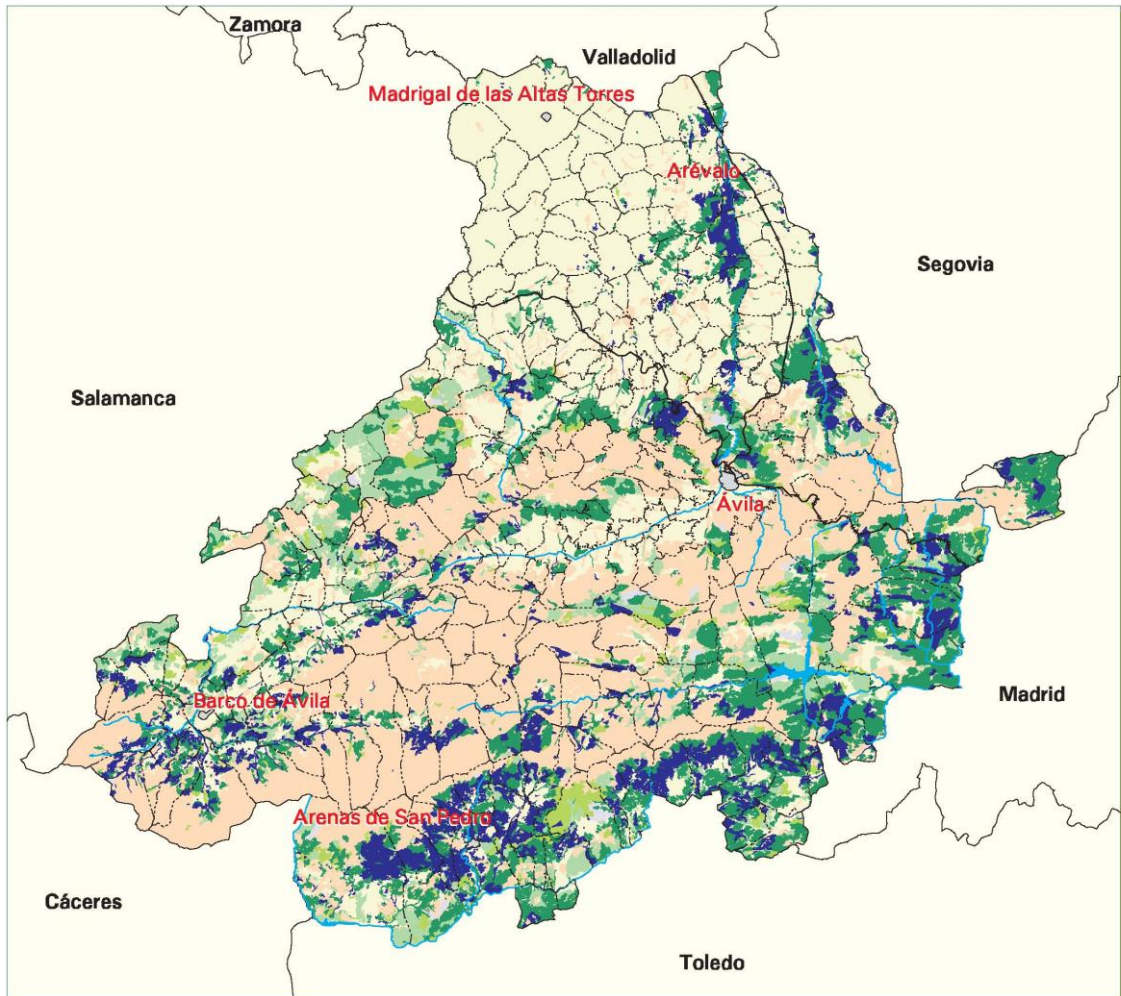 Zamora
Valladolid
Madrigal de las Altas Torres
Arévalo
Segovia
Salamanca
Ávila
Madrid
Barco de Ávila
Arenas de San Pedro
Cáceres
Toledo